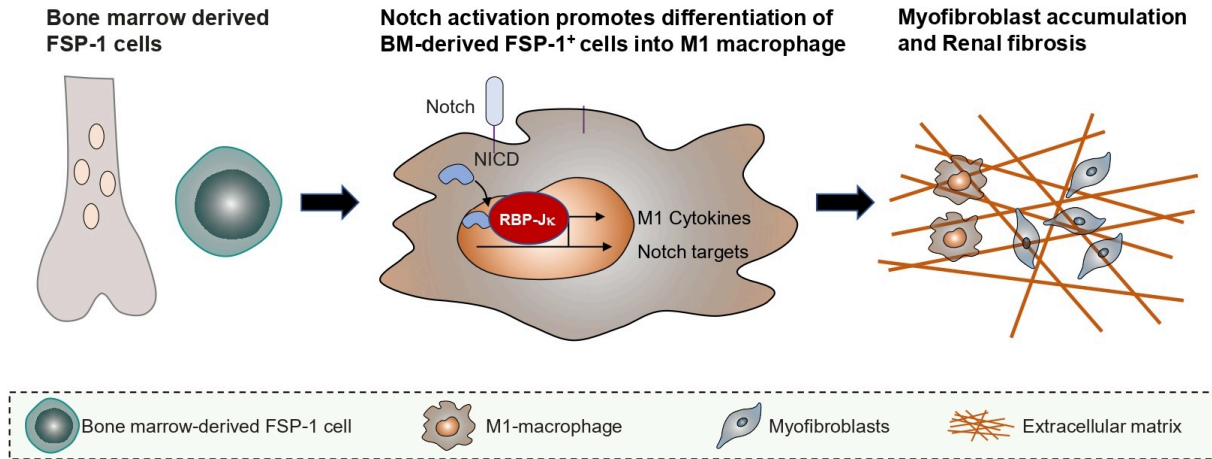 Bone marrow derived
FSP-1 cells
Notch activation promotes differentiation of
BM-derived FSP-1⁺ cells into M1 macrophage
Myofibroblast accumulation
and Renal fibrosis
Notch
NICD
RBP-Jκ
M1 Cytokines
Notch targets
Bone marrow-derived FSP-1 cell
M1-macrophage
Myofibroblasts
Extracellular matrix